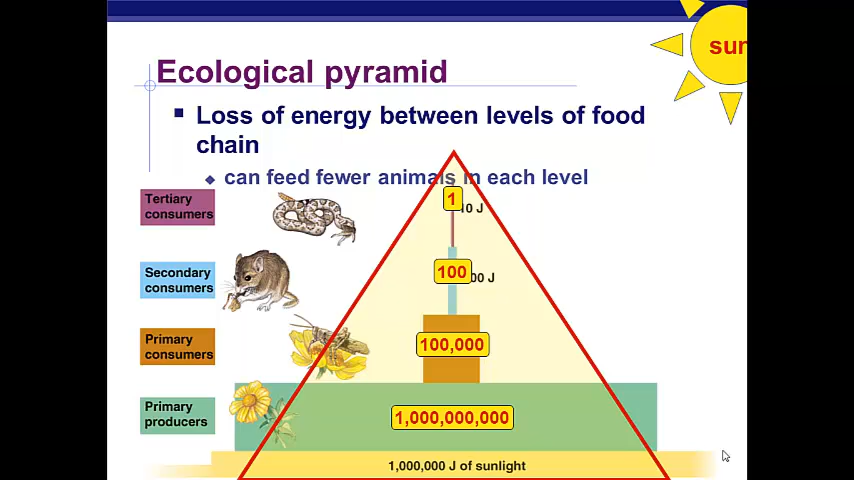 sun
Ecological pyramid
Loss of energy between levels of food
chain
can feed fewer animals in each level
Tertiary
consumers
1
10 J
Secondary
consumers
100
00 J
Primary
consumers
100,000
Primary
producers
1,000,000,000
1,000,000 J of sunlight